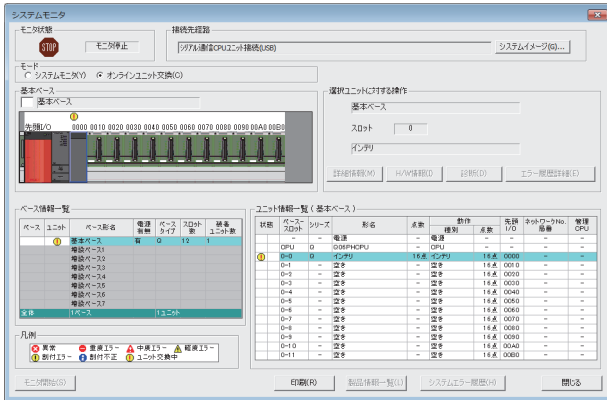 システムモニタ
モニタ状態
STOP
モニタ停止
接続先経路
シリアル通信CPUユニット接続(USB)
システムイメージ(G)...
モード
システムモニタ(Y) オンラインユニット交換(O)
基本ベース
基本ベース
先頭I/O 0000 0010 0020 0030 0040 0050 0060 0070 0080 0090 00A0 00B0
選択ユニットに対する操作
基本ベース
スロット 0
インテリ
詳細情報(M) H/W情報(I) 診断(D) エラー履歴詳細(E)
ベース情報一覧
ベース ユニット ベース形名 電源有無 ベースタイプ スロット数 装着ユニット数
基本ベース 有 Q 12 1
増設ベース1
増設ベース2
増設ベース3
増設ベース4
増設ベース5
増設ベース6
増設ベース7
全体 1ベース 1ユニット
ユニット情報一覧（基本ベース）
状態 ベース-スロット シリーズ 形名 点数 動作 種別 点数 先頭I/O ネットワークNo.局番 管理CPU
- - 電源 - 電源 - - - -
CPU Q Q06PHCPU - CPU - - - -
0-0 Q インテリ 16点 インテリ 16点 0000 - -
0-1 - 空き - 空き 16点 0010 - -
0-2 - 空き - 空き 16点 0020 - -
0-3 - 空き - 空き 16点 0030 - -
0-4 - 空き - 空き 16点 0040 - -
0-5 - 空き - 空き 16点 0050 - -
0-6 - 空き - 空き 16点 0060 - -
0-7 - 空き - 空き 16点 0070 - -
0-8 - 空き - 空き 16点 0080 - -
0-9 - 空き - 空き 16点 0090 - -
0-10 - 空き - 空き 16点 00A0 - -
0-11 - 空き - 空き 16点 00B0 - -
凡例
異常 重度エラー 中度エラー 軽度エラー
割付エラー 割付不正 ユニット交換中
モニタ開始(S) 印刷(R) 製品情報一覧(L) システムエラー履歴(H) 閉じる